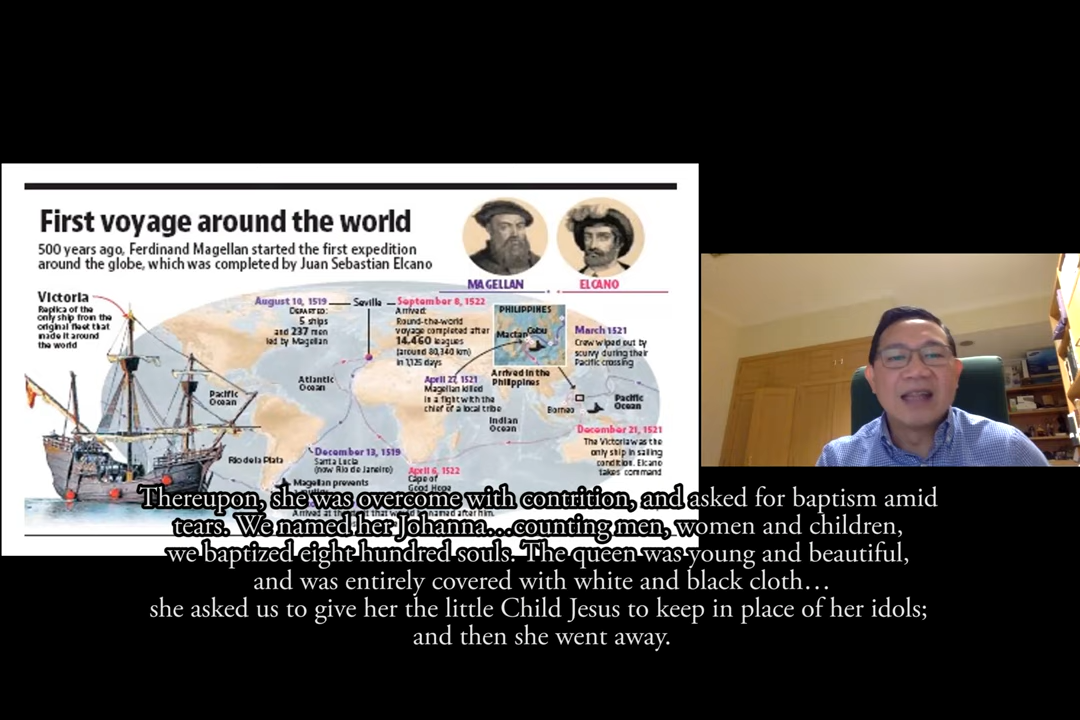 First voyage around the world
500 years ago, Ferdinand Magellan started the first expedition
around the globe, which was completed by Juan Sebastian Elcano
MAGELLAN
ELCANO
Victoria
Replica of the
only ship from the
original fleet that
made it around
the world
August 10, 1519
DEPARTED:
5 ships
and 237 men
led by Magellan
Seville
September 8, 1522
Arrived:
Round-the-world
voyage completed after
14.460 leagues
(around 80,340 km)
in 1,125 days
PHILIPPINES
Mactan
Cebu
Arrived in the
Philippines
March 1521
Crew wiped out by
scurvy during their
Pacific crossing
April 27, 1521
Magellan killed
in a fight with the
chief of a local tribe
Atlantic
Ocean
Pacific
Ocean
Indian
Ocean
Borneo
Pacific
Ocean
December 21, 1521
The Victoria was the
only ship in sailing
condition. Elcano
takes command
Rio de la Plata
December 13, 1519
Santa Lucia
(now Rio de Janeiro)
April 6, 1522
Cape of
Good Hope
Magellan prevents
Arrived at the
that would be named after him.
Thereupon, she was overcome with contrition, and asked for baptism amid
tears. We named her Johanna…counting men, women and children,
we baptized eight hundred souls. The queen was young and beautiful,
and was entirely covered with white and black cloth…
she asked us to give her the little Child Jesus to keep in place of her idols;
and then she went away.